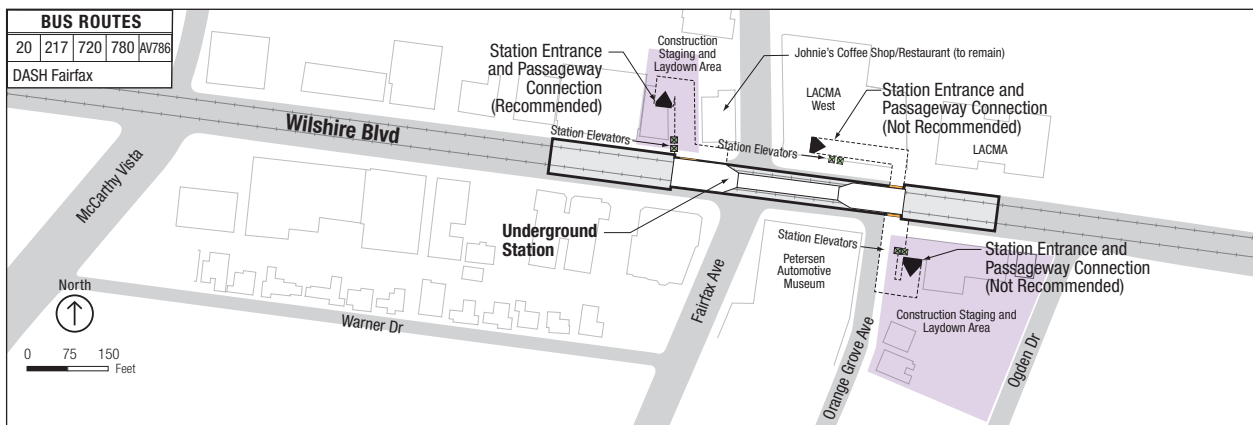 BUS ROUTES
20 217 720 780 AV786
DASH Fairfax
Station Entrance
and Passageway
Connection
(Recommended)
Construction
Staging and
Laydown Area
Johnie's Coffee Shop/Restaurant (to remain)
LACMA
West
Station Entrance and
Passageway Connection
(Not Recommended)
LACMA
Wilshire Blvd
Station Elevators
Station Elevators
McCarthy Vista
Underground
Station
Station Elevators
Petersen
Automotive
Museum
Station Entrance and
Passageway Connection
(Not Recommended)
Fairfax Ave
North
Warner Dr
Construction Staging and
Laydown Area
Orange Grove Ave
Ogden Dr
0 75 150
Feet